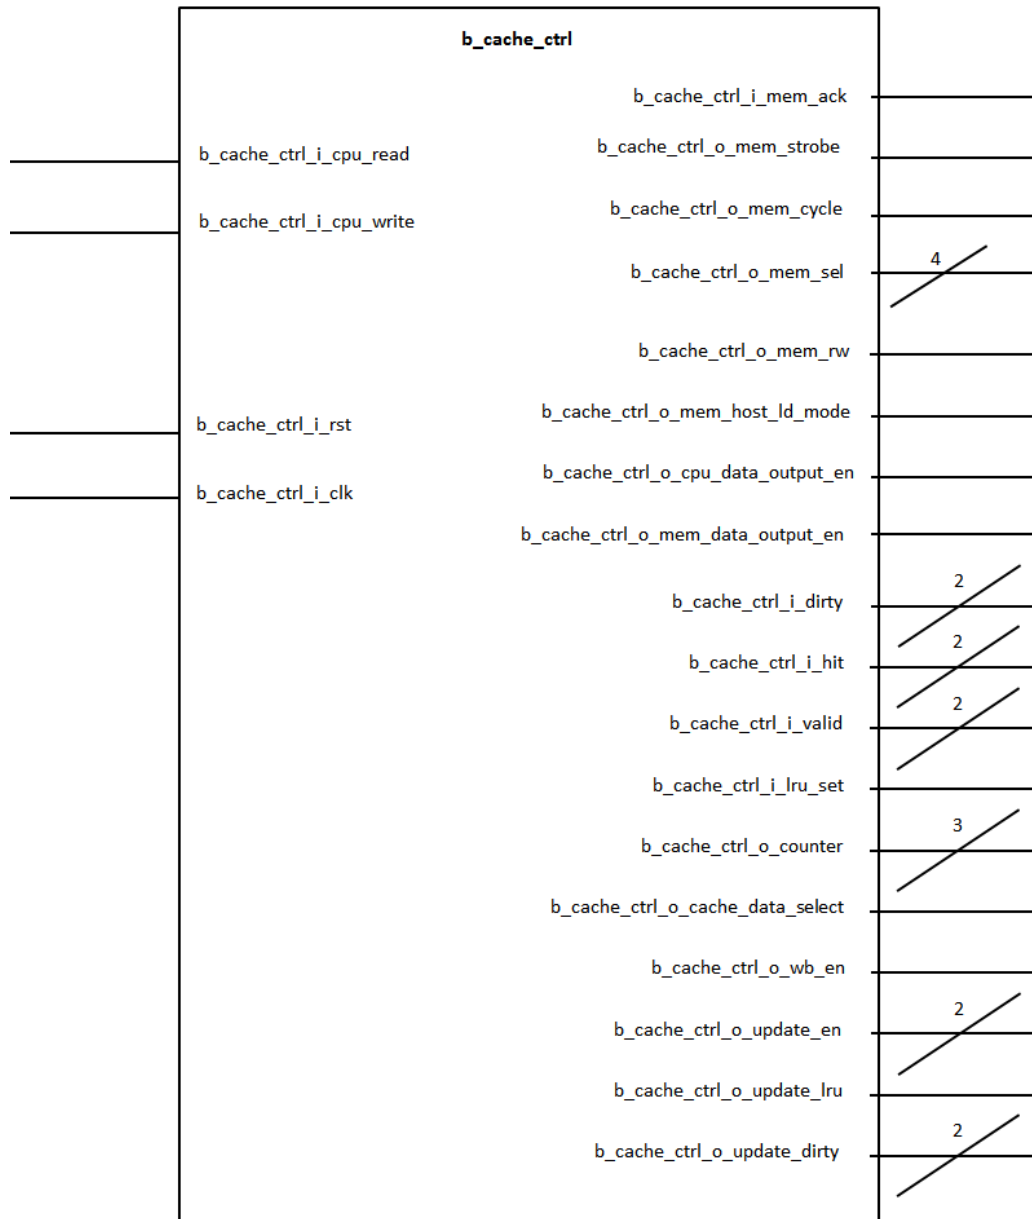 b_cache_ctrl
b_cache_ctrl_i_mem_ack
b_cache_ctrl_i_cpu_read
b_cache_ctrl_o_mem_strobe
b_cache_ctrl_i_cpu_write
b_cache_ctrl_o_mem_cycle
b_cache_ctrl_o_mem_sel
4
b_cache_ctrl_o_mem_rw
b_cache_ctrl_o_mem_host_ld_mode
b_cache_ctrl_i_rst
b_cache_ctrl_o_cpu_data_output_en
b_cache_ctrl_i_clk
b_cache_ctrl_o_mem_data_output_en
b_cache_ctrl_i_dirty
2
b_cache_ctrl_i_hit
2
b_cache_ctrl_i_valid
2
b_cache_ctrl_i_lru_set
b_cache_ctrl_o_counter
3
b_cache_ctrl_o_cache_data_select
b_cache_ctrl_o_wb_en
b_cache_ctrl_o_update_en
2
b_cache_ctrl_o_update_lru
b_cache_ctrl_o_update_dirty
2